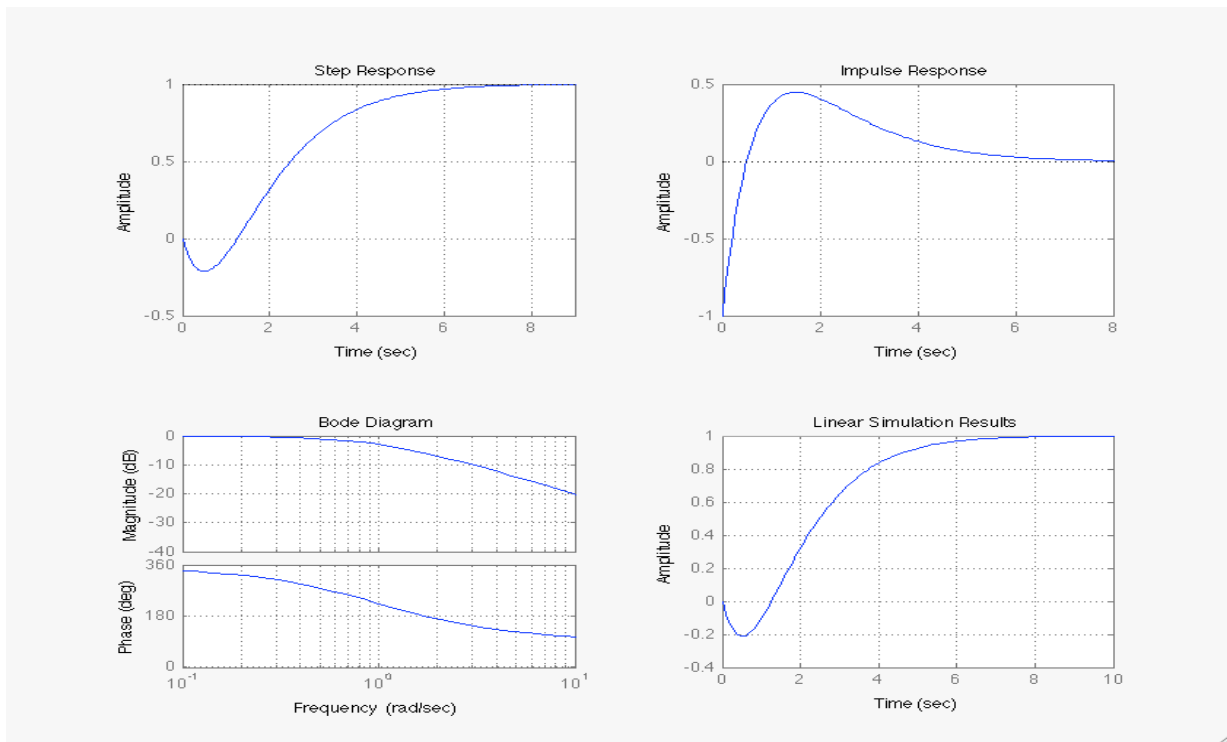 Step Response
1
0.5
0
-0.5
0 2 4 6 8
Amplitude
Time (sec)
Impulse Response
0.5
0
-0.5
-1
0 2 4 6 8
Amplitude
Time (sec)
Bode Diagram
0
-10
-20
-30
-40
Magnitude (dB)
360
180
0
Phase (deg)
10-1 100 101
Frequency (rad/sec)
Linear Simulation Results
1
0.8
0.6
0.4
0.2
0
-0.2
-0.4
0 2 4 6 8 10
Amplitude
Time (sec)